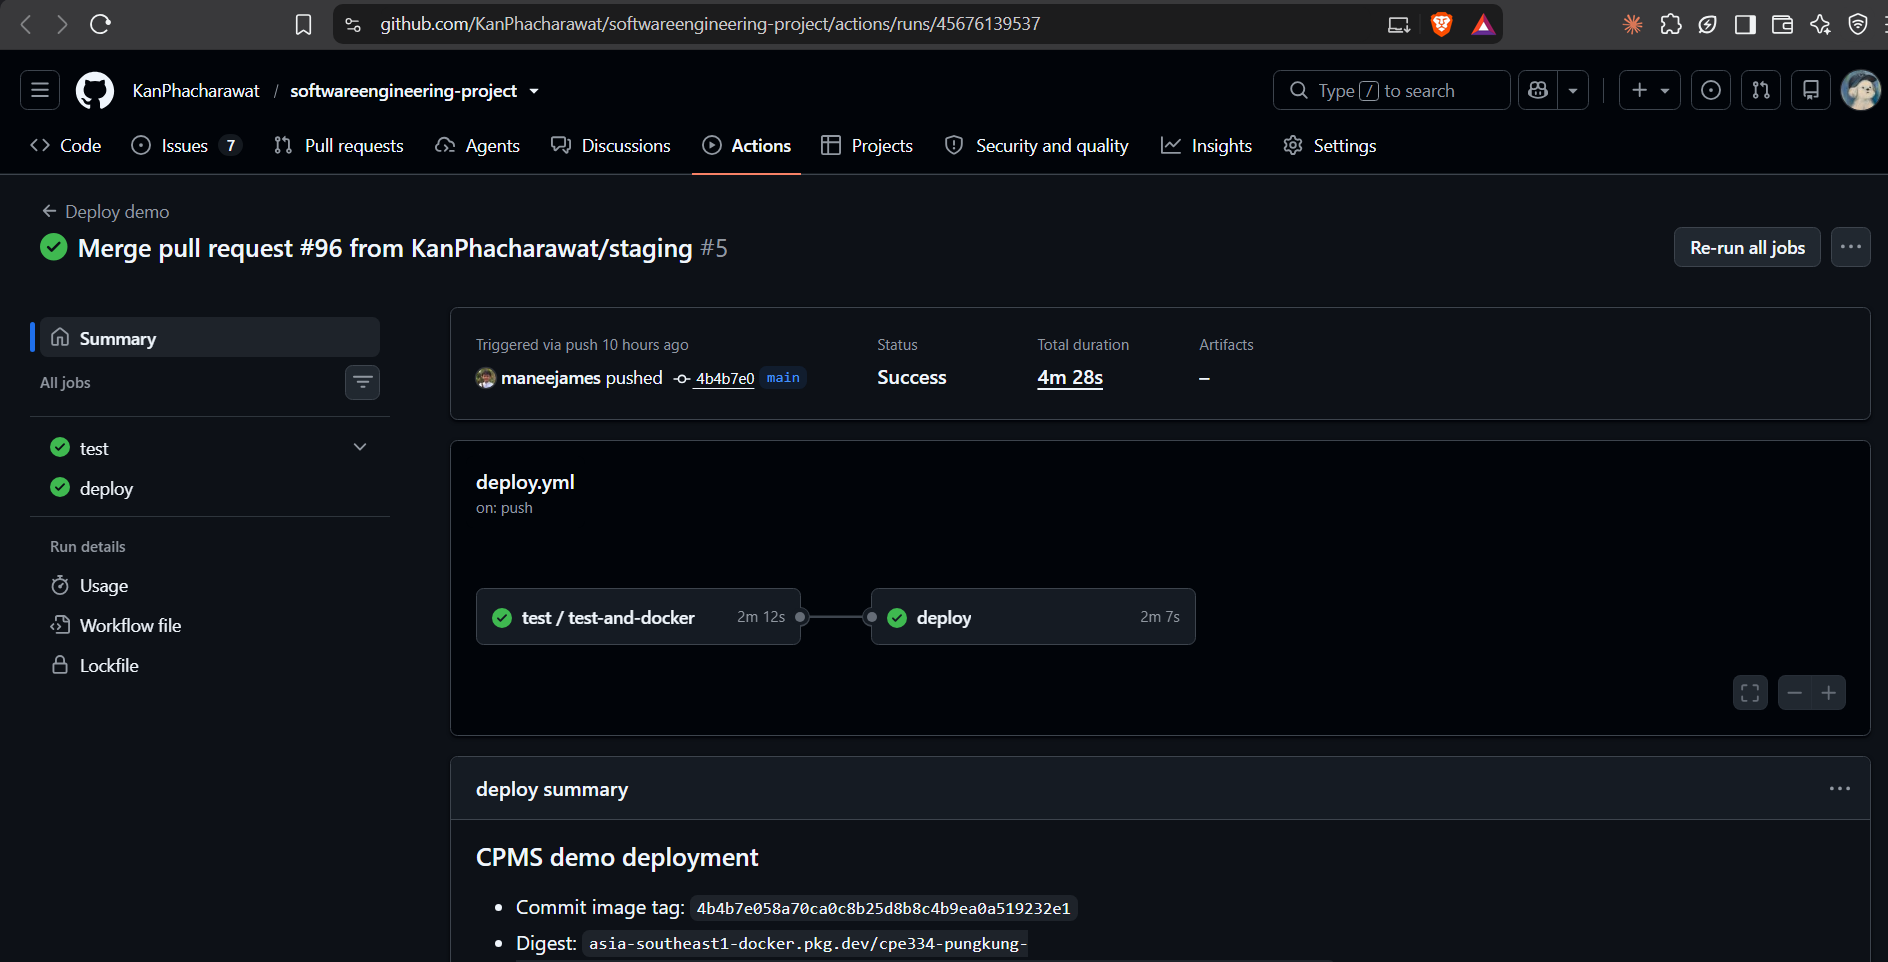 github.com/KanPhacharawat/softwareengineering-project/actions/runs/45676139537
KanPhacharawat / softwareengineering-project
Type / to search
Code
Issues 7
Pull requests
Agents
Discussions
Actions
Projects
Security and quality
Insights
Settings
Deploy demo
Merge pull request #96 from KanPhacharawat/staging #5
Re-run all jobs
Summary
All jobs
test
deploy
Run details
Usage
Workflow file
Lockfile
Triggered via push 10 hours ago
maneejames pushed 4b4b7e0 main
Status
Success
Total duration
4m 28s
Artifacts
–
deploy.yml
on: push
test / test-and-docker 2m 12s
deploy 2m 7s
deploy summary
CPMS demo deployment
• Commit image tag: 4b4b7e058a70ca0c8b25d8b8c4b9ea0a519232e1
• Digest: asia-southeast1-docker.pkg.dev/cpe334-pungkung-